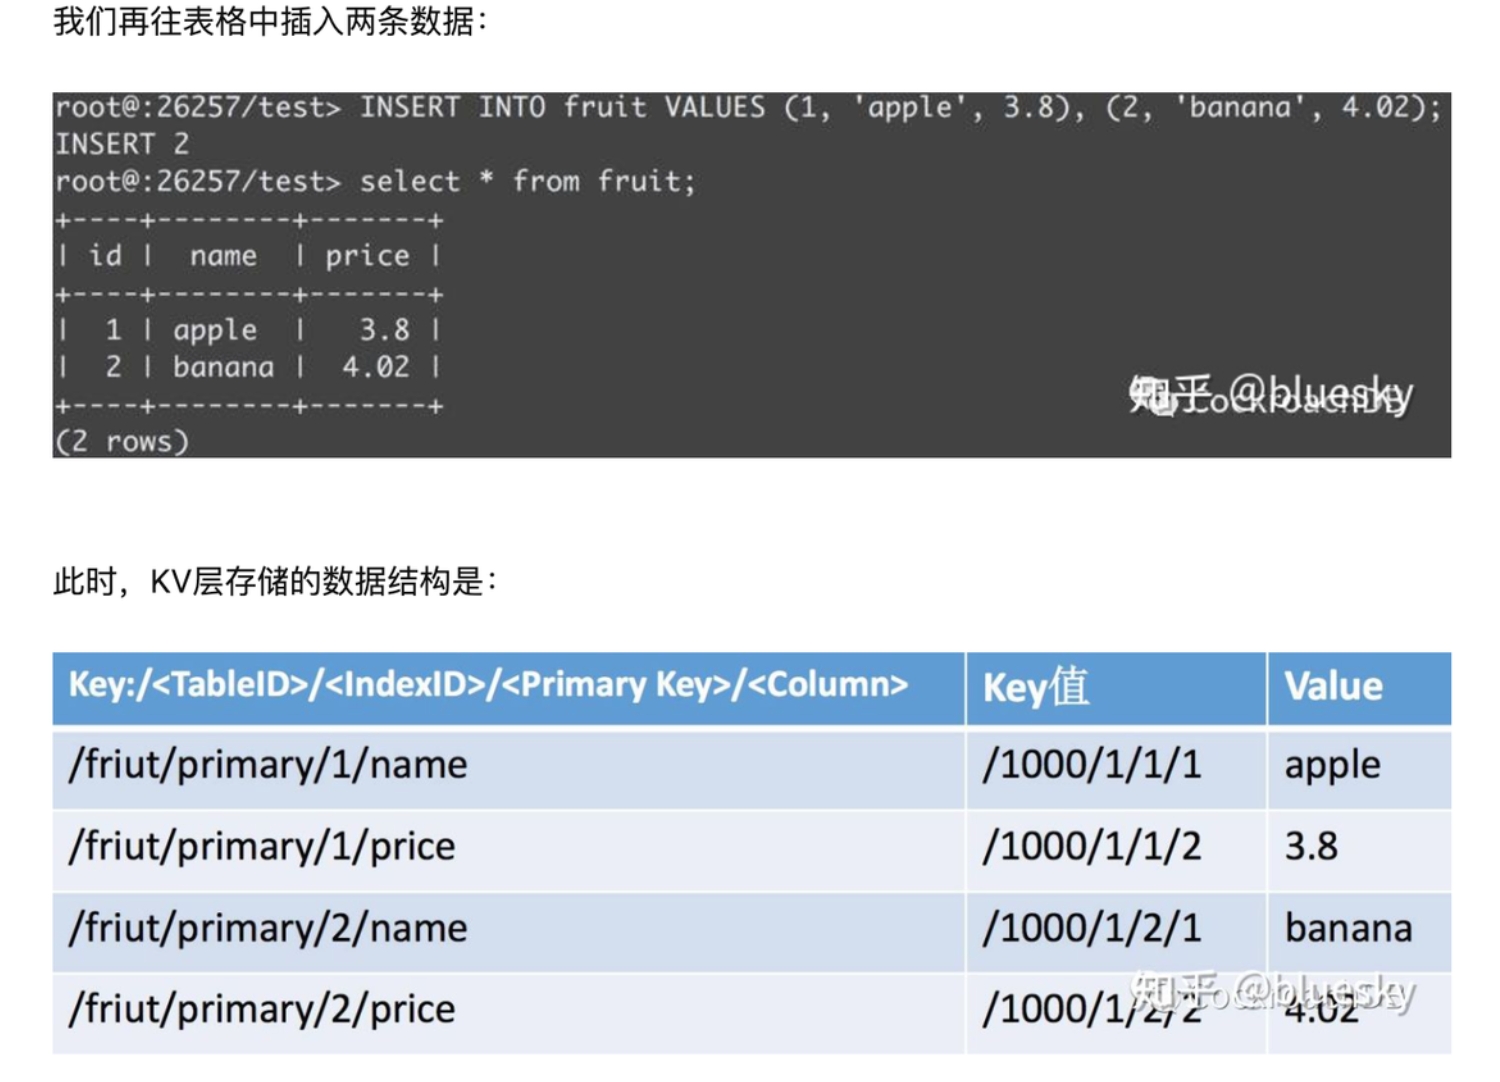 我们再往表格中插入两条数据：
root@:26257/test> INSERT INTO fruit VALUES (1, 'apple', 3.8), (2, 'banana', 4.02);
INSERT 2
root@:26257/test> select * from fruit;
+----+--------+-------+
| id |  name  | price |
+----+--------+-------+
|  1 | apple  |   3.8 |
|  2 | banana |  4.02 |
+----+--------+-------+
(2 rows)
知乎 @bluesky
CockroachDB
此时，KV层存储的数据结构是：
Key:/<TableID>/<IndexID>/<Primary Key>/<Column> Key值 Value
/friut/primary/1/name /1000/1/1/1 apple
/friut/primary/1/price /1000/1/1/2 3.8
/friut/primary/2/name /1000/1/2/1 banana
/friut/primary/2/price /1000/1/2/2 4.02
知乎 @bluesky
CockroachDB